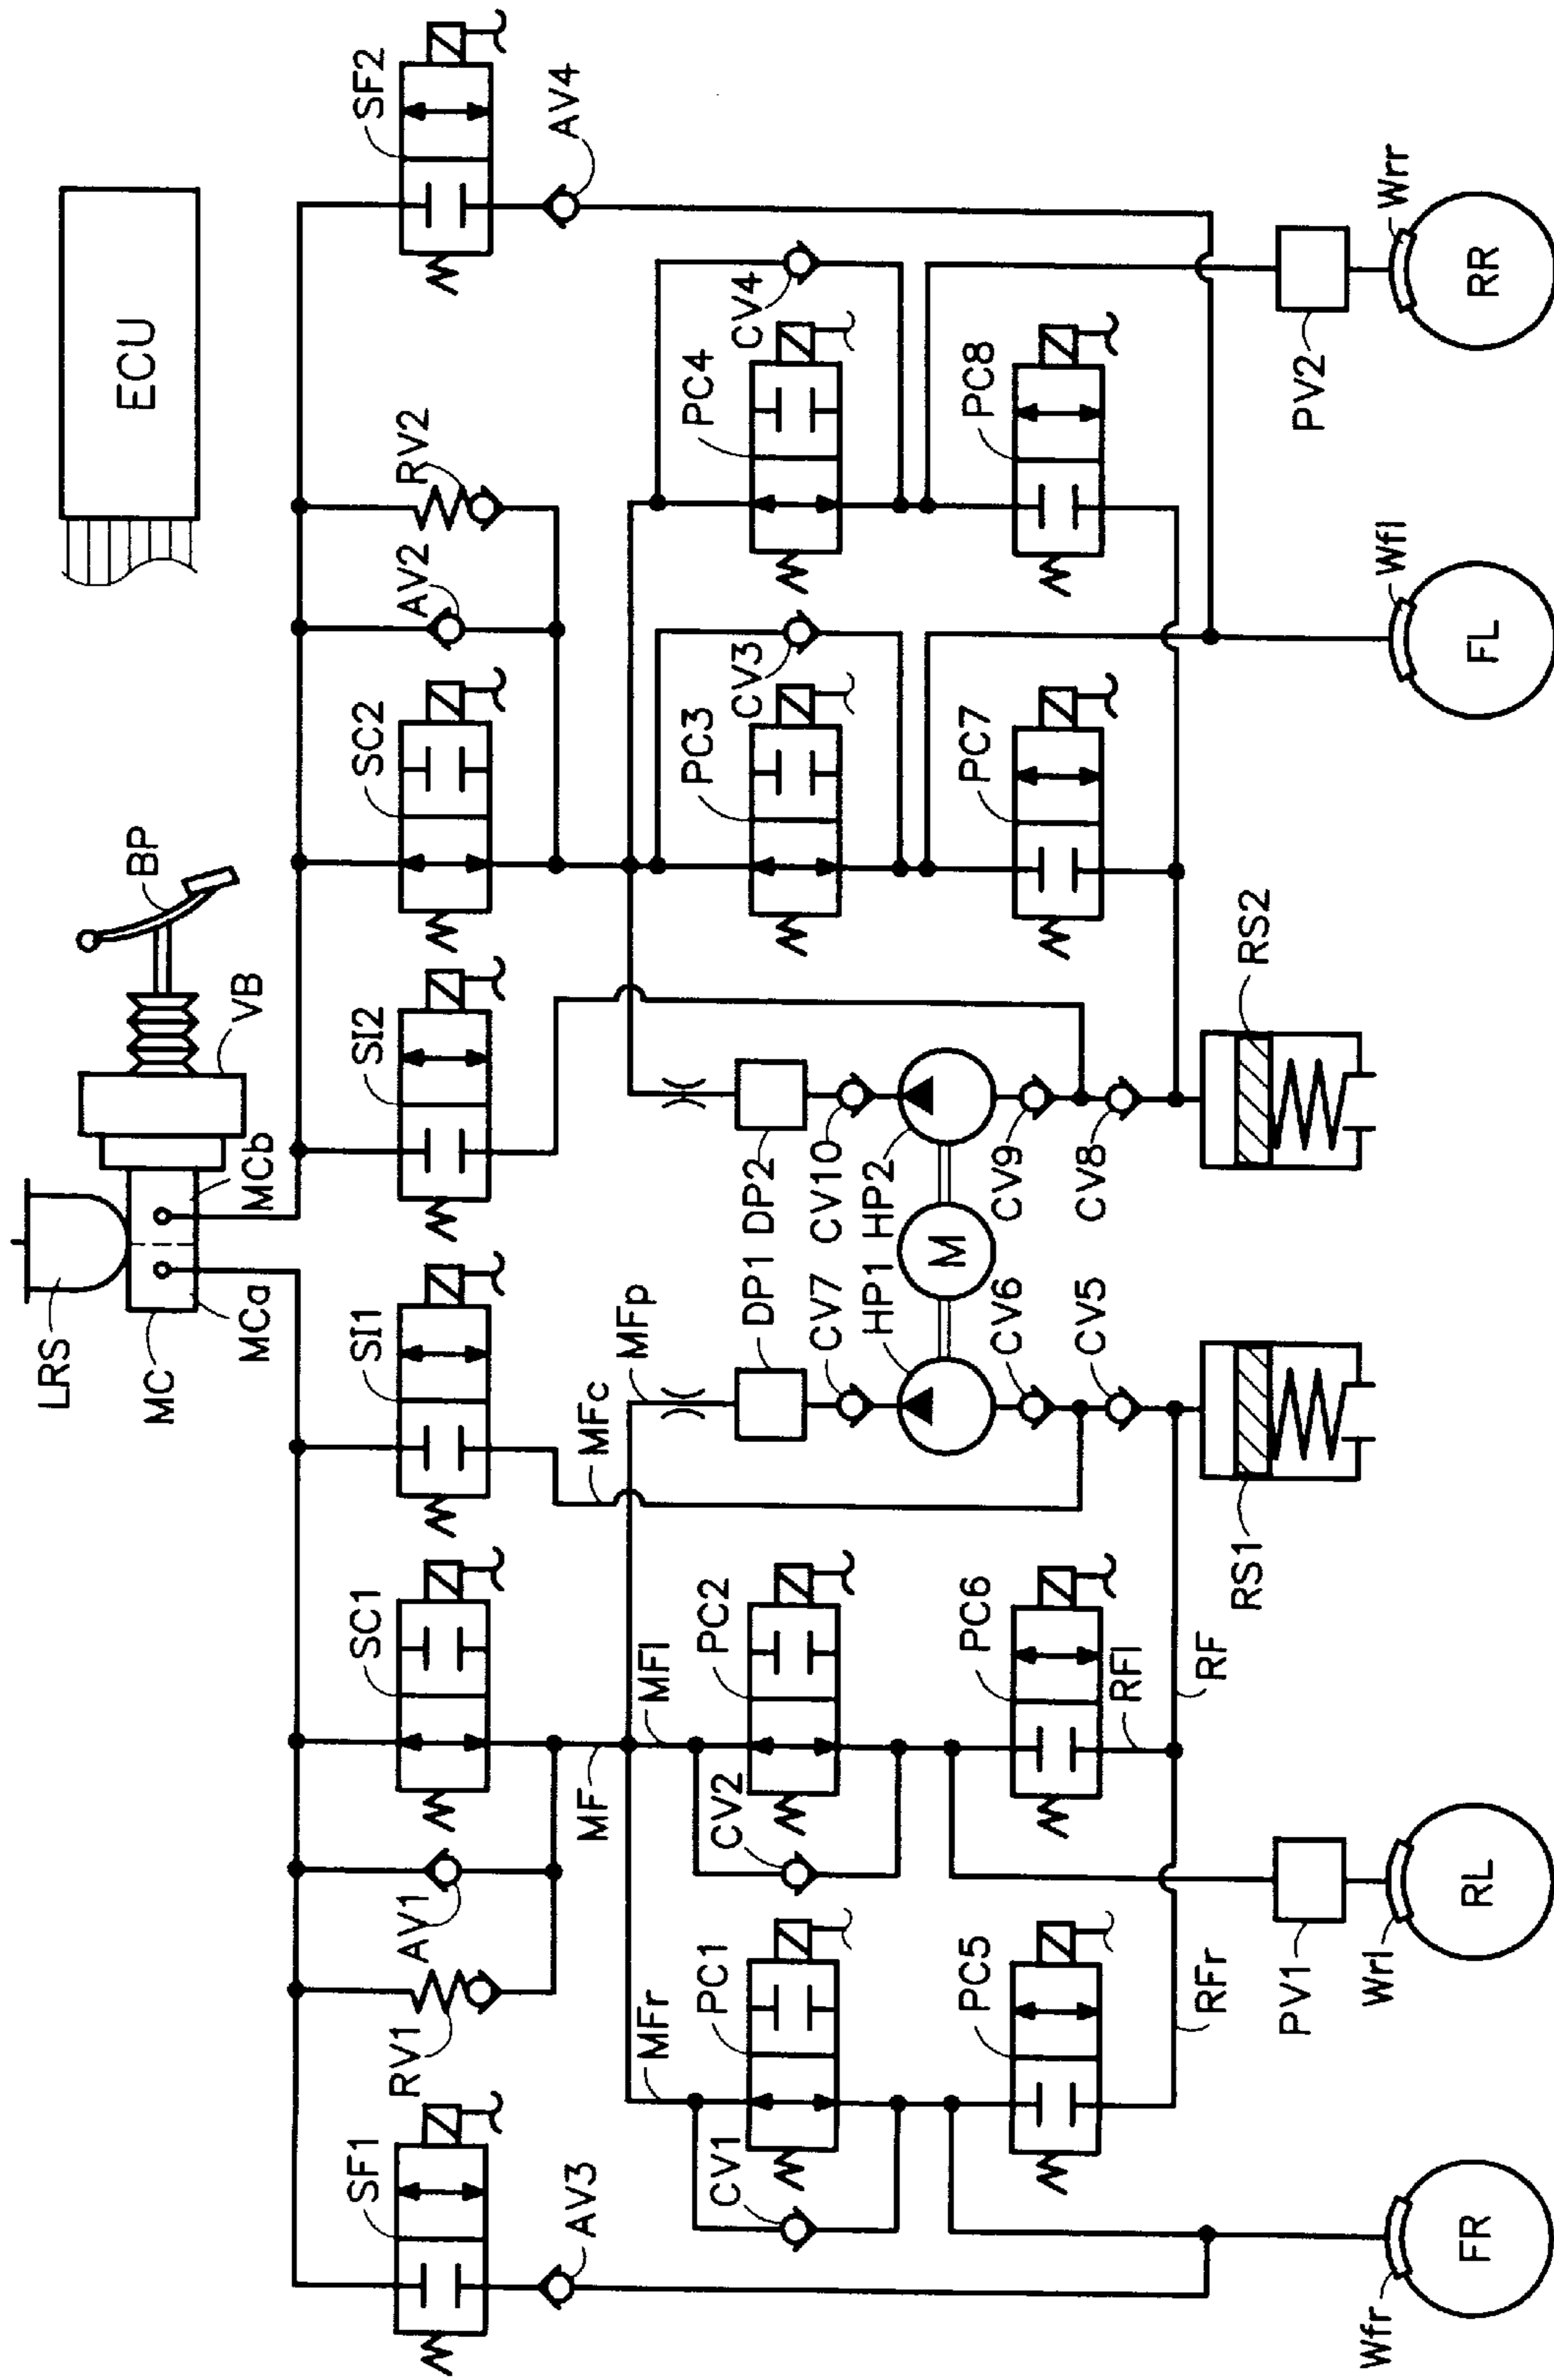 ECU
LRS
MC
MCa
MCb
VB
BP
SF1
RV1
AV1
SC1
SI1
SI2
SC2
AV2
RV2
SF2
AV3
AV4
MF
MFr
MFl
MFc
MFp
CV1
PC1
CV2
PC2
DP1 DP2
CV7 CV10
HP1 HP2
M
PC3
CV3
PC4
CV4
PC5
PC6
CV6
CV9
CV5
CV8
PC7
PC8
RFr
RFl
RF
RS1
RS2
PV1
PV2
Wfr
Wrl
Wfl
Wrr
FR
RL
FL
RR